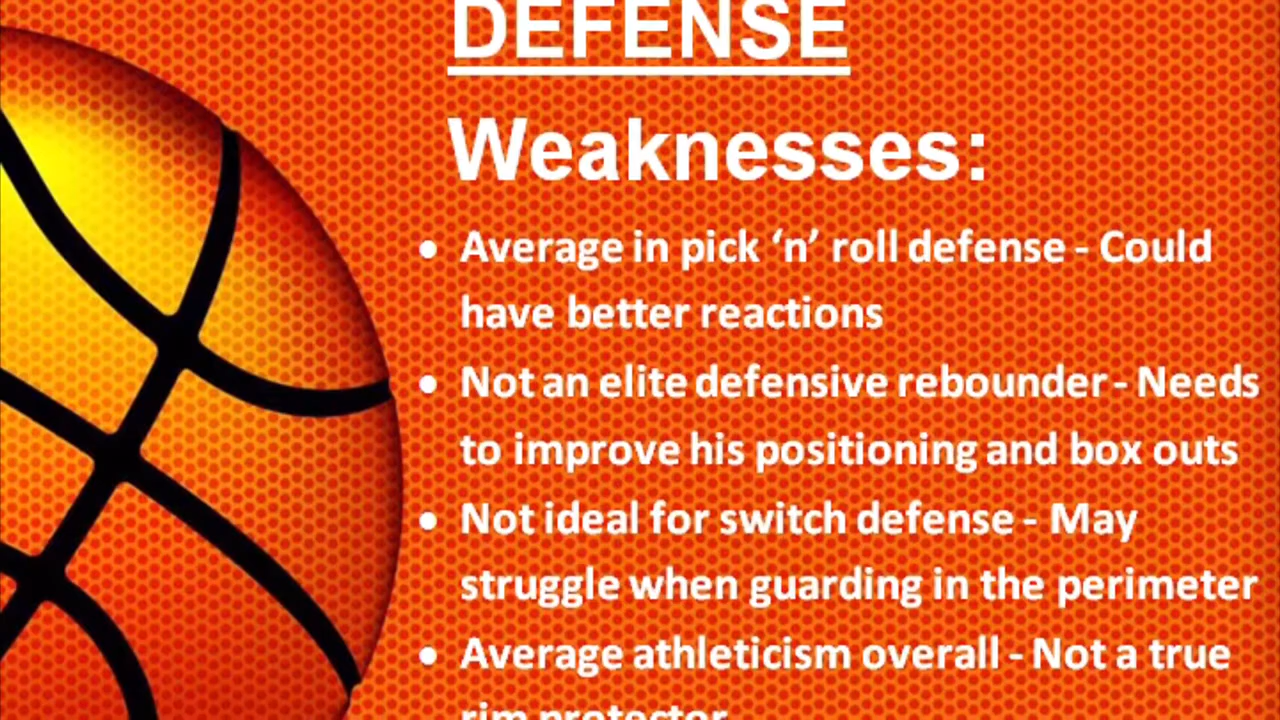 DEFENSE
Weaknesses:
• Average in pick ‘n’ roll defense - Could
have better reactions
• Not an elite defensive rebounder - Needs
to improve his positioning and box outs
• Not ideal for switch defense - May
struggle when guarding in the perimeter
• Average athleticism overall - Not a true
rim protector